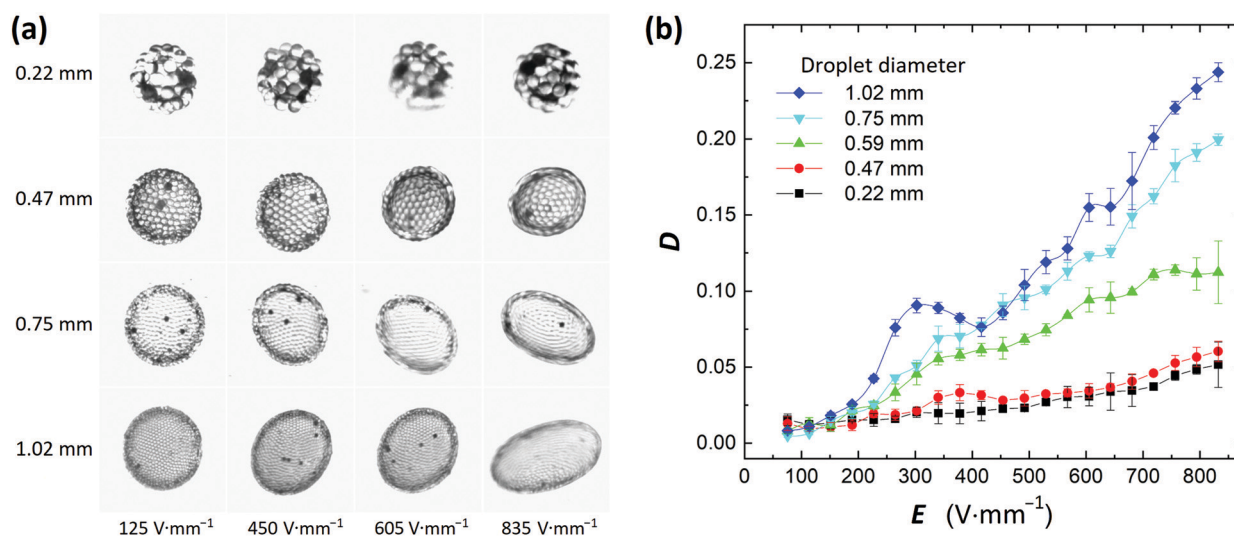 (a)
0.22 mm
0.47 mm
0.75 mm
1.02 mm
125 V·mm⁻¹ 450 V·mm⁻¹ 605 V·mm⁻¹ 835 V·mm⁻¹
(b)
Droplet diameter
1.02 mm
0.75 mm
0.59 mm
0.47 mm
0.22 mm
D
0.25
0.20
0.15
0.10
0.05
0.00
0 100 200 300 400 500 600 700 800
E (V·mm⁻¹)